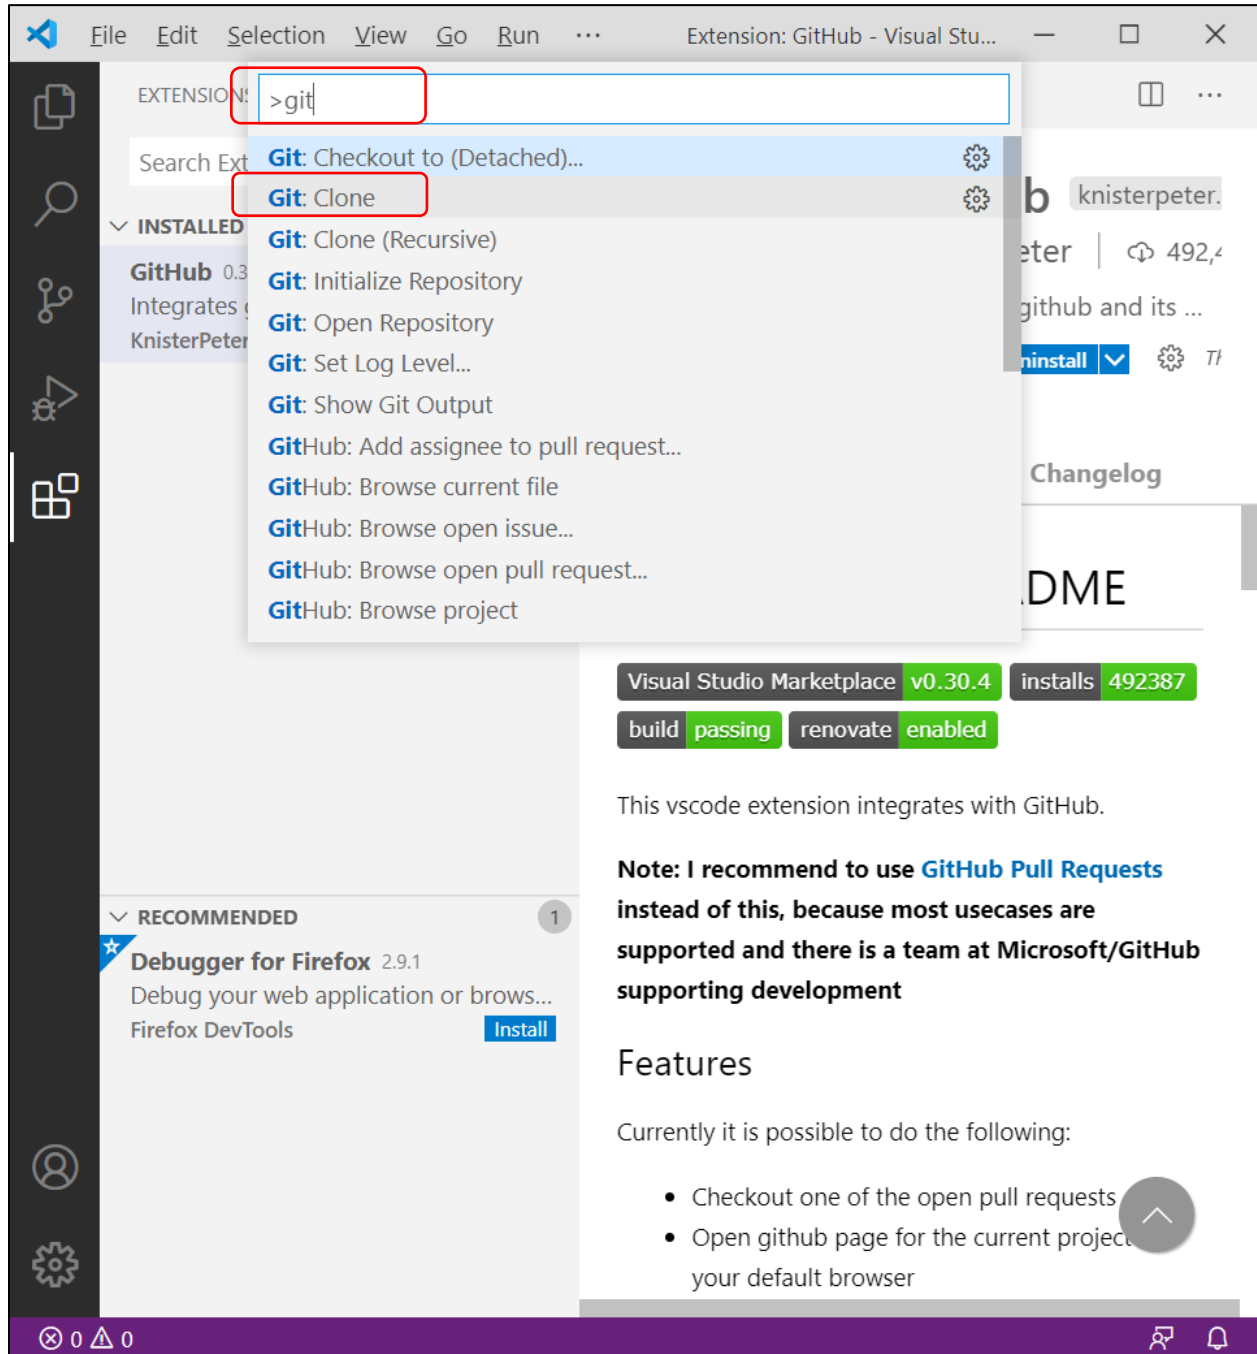 File Edit Selection View Go Run ··· Extension: GitHub - Visual Stu...
EXTENSIONS
>git
Search Ext
Git: Checkout to (Detached)...
Git: Clone
Git: Clone (Recursive)
Git: Initialize Repository
Git: Open Repository
Git: Set Log Level...
Git: Show Git Output
GitHub: Add assignee to pull request...
GitHub: Browse current file
GitHub: Browse open issue...
GitHub: Browse open pull request...
GitHub: Browse project
INSTALLED
GitHub 0.3
Integrates
KnisterPeter
b knisterpeter.
eter 492,4
github and its ...
ninstall Th
Changelog
DME
Visual Studio Marketplace v0.30.4 installs 492387
build passing renovate enabled
This vscode extension integrates with GitHub.
Note: I recommend to use GitHub Pull Requests
instead of this, because most usecases are
supported and there is a team at Microsoft/GitHub
supporting development
Features
Currently it is possible to do the following:
• Checkout one of the open pull requests
• Open github page for the current project
your default browser
RECOMMENDED 1
Debugger for Firefox 2.9.1
Debug your web application or brows...
Firefox DevTools Install
0 0